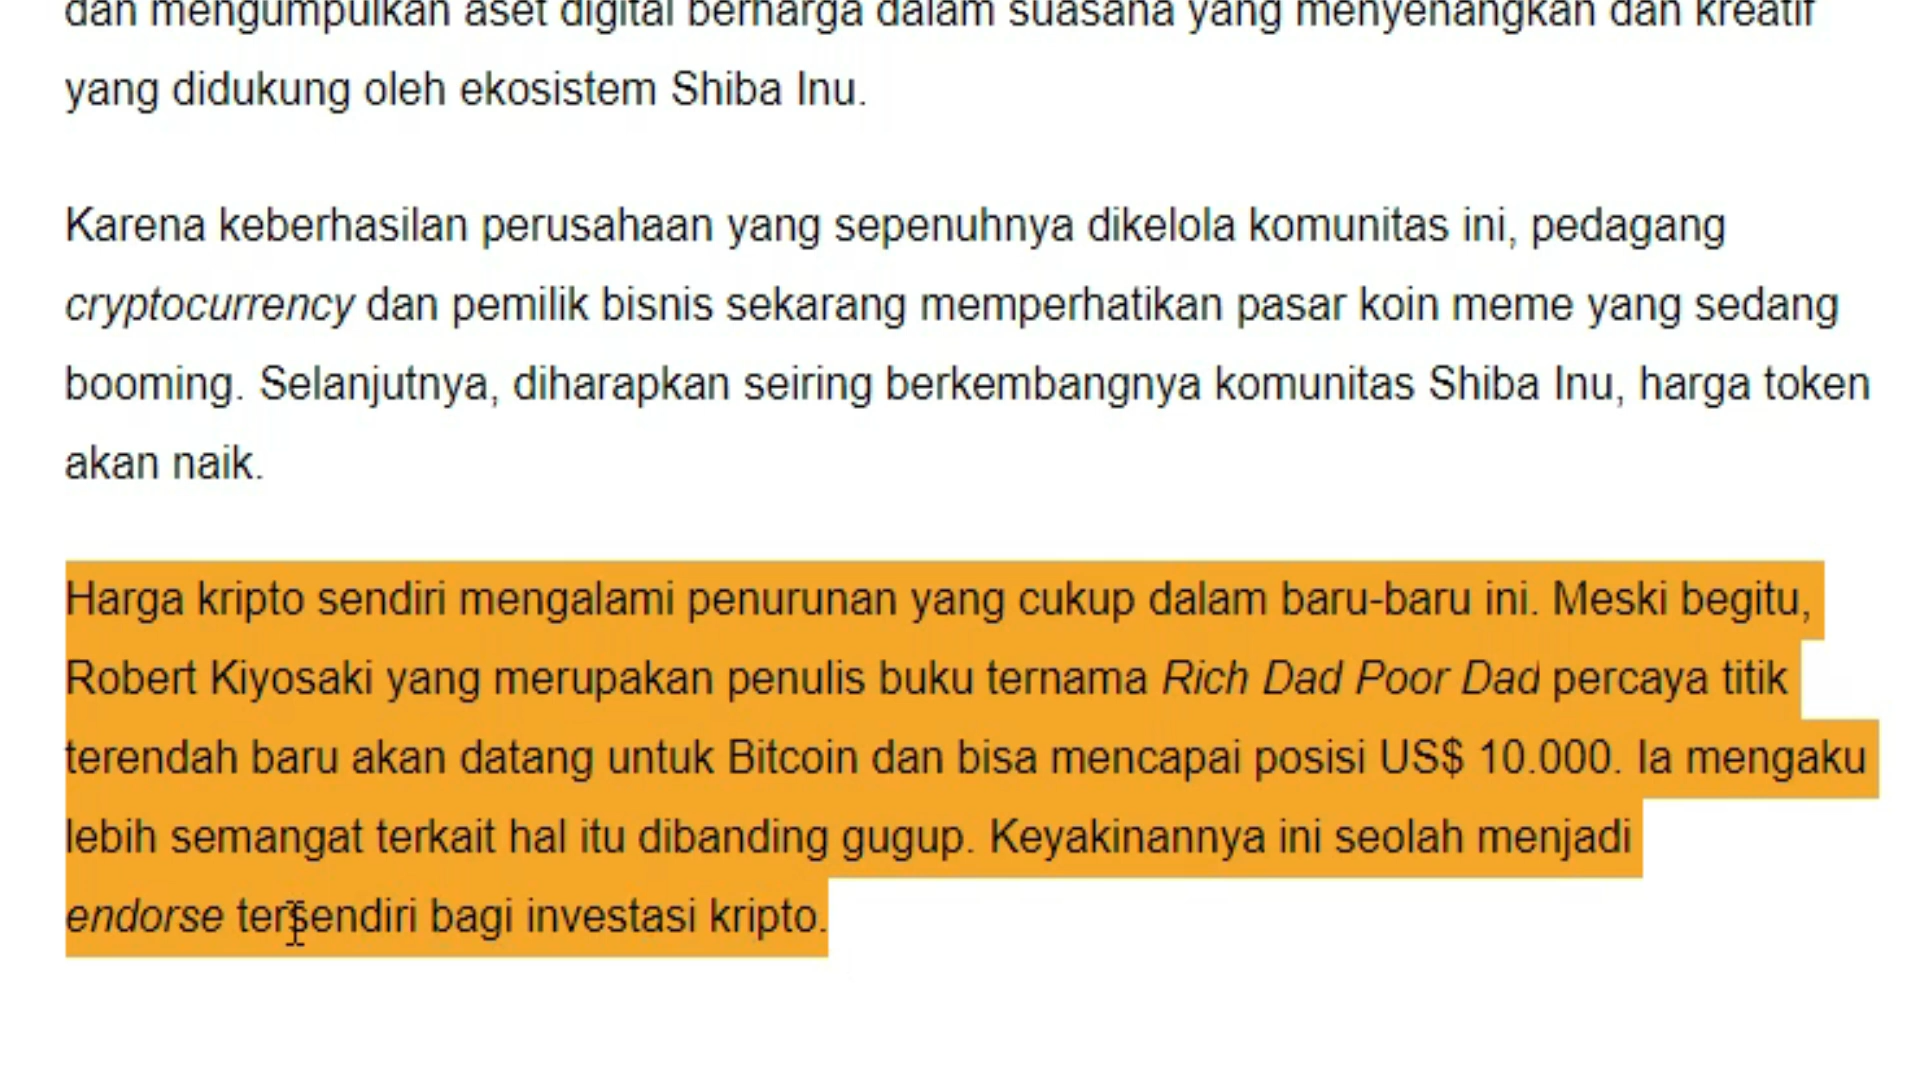 dan mengumpulkan aset digital berharga dalam suasana yang menyenangkan dan kreatif
yang didukung oleh ekosistem Shiba Inu.
Karena keberhasilan perusahaan yang sepenuhnya dikelola komunitas ini, pedagang
cryptocurrency dan pemilik bisnis sekarang memperhatikan pasar koin meme yang sedang
booming. Selanjutnya, diharapkan seiring berkembangnya komunitas Shiba Inu, harga token
akan naik.
Harga kripto sendiri mengalami penurunan yang cukup dalam baru-baru ini. Meski begitu,
Robert Kiyosaki yang merupakan penulis buku ternama Rich Dad Poor Dad percaya titik
terendah baru akan datang untuk Bitcoin dan bisa mencapai posisi US$ 10.000. Ia mengaku
lebih semangat terkait hal itu dibanding gugup. Keyakinannya ini seolah menjadi
endorse tersendiri bagi investasi kripto.